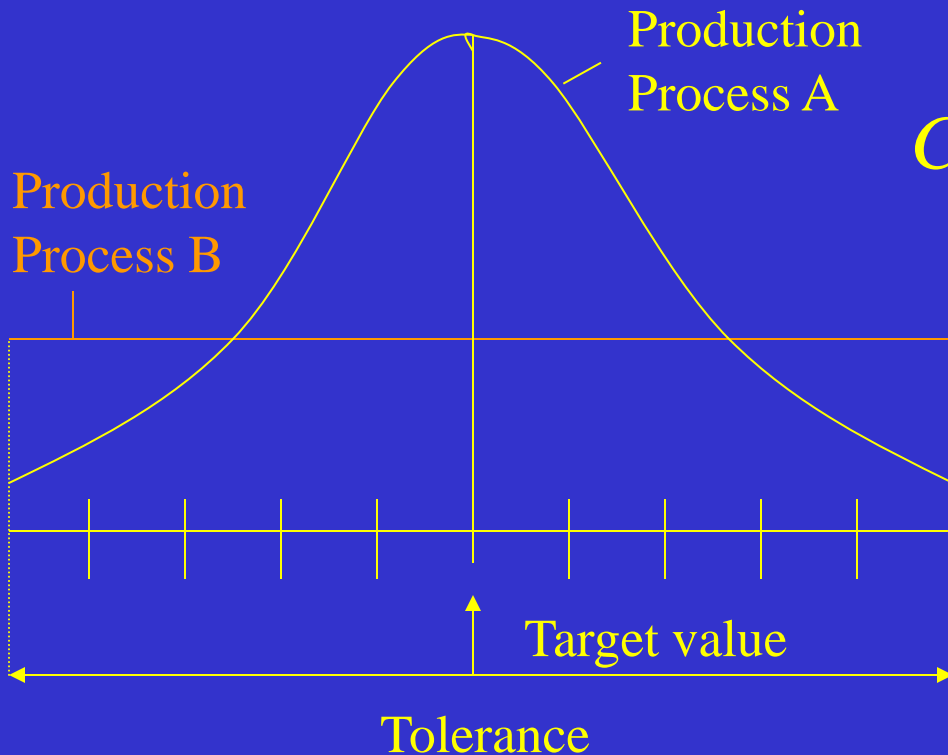 Production
Process A
C
Production
Process B
Target value
Tolerance